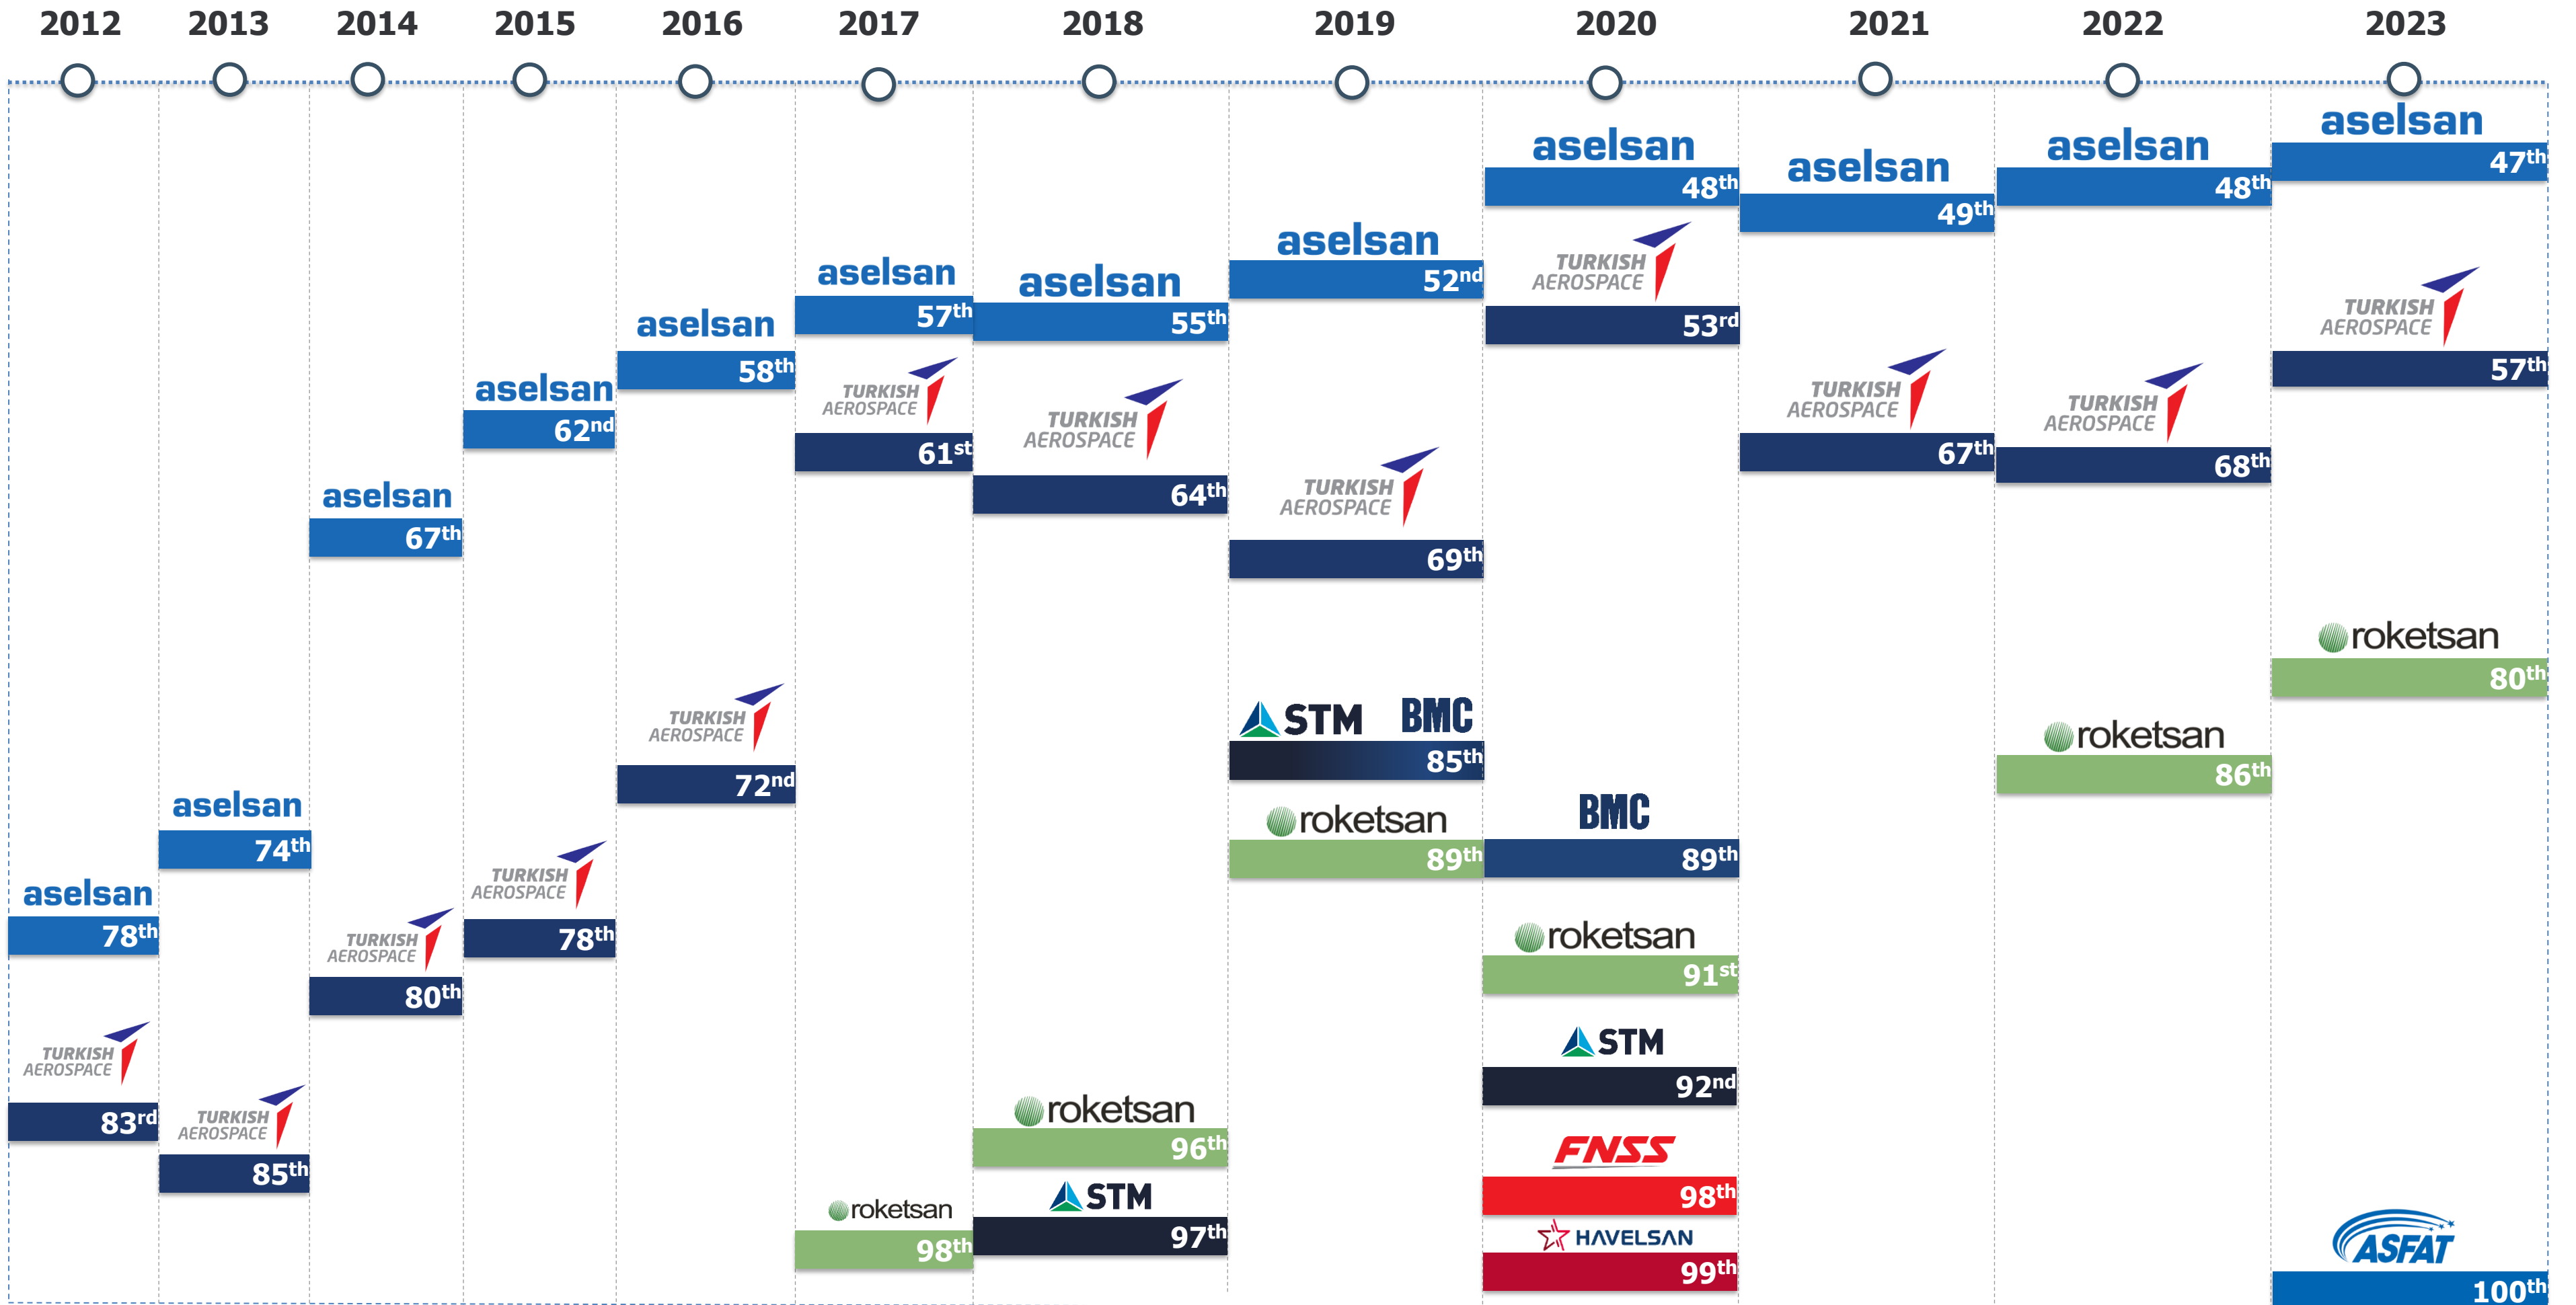 2012 2013 2014 2015 2016 2017 2018 2019 2020 2021 2022 2023
aselsan
78th
TURKISH
AEROSPACE
83rd
aselsan
74th
TURKISH
AEROSPACE
85th
aselsan
67th
TURKISH
AEROSPACE
80th
aselsan
62nd
TURKISH
AEROSPACE
78th
aselsan
58th
TURKISH
AEROSPACE
72nd
aselsan
57th
TURKISH
AEROSPACE
61st
roketsan
98th
aselsan
55th
TURKISH
AEROSPACE
64th
roketsan
96th
STM
97th
aselsan
52nd
TURKISH
AEROSPACE
69th
STM BMC
85th
roketsan
89th
aselsan
48th
TURKISH
AEROSPACE
53rd
BMC
89th
roketsan
91st
STM
92nd
FNSS
98th
HAVELSAN
99th
aselsan
49th
TURKISH
AEROSPACE
67th
aselsan
48th
TURKISH
AEROSPACE
68th
roketsan
86th
aselsan
47th
TURKISH
AEROSPACE
57th
roketsan
80th
ASFAT
100th